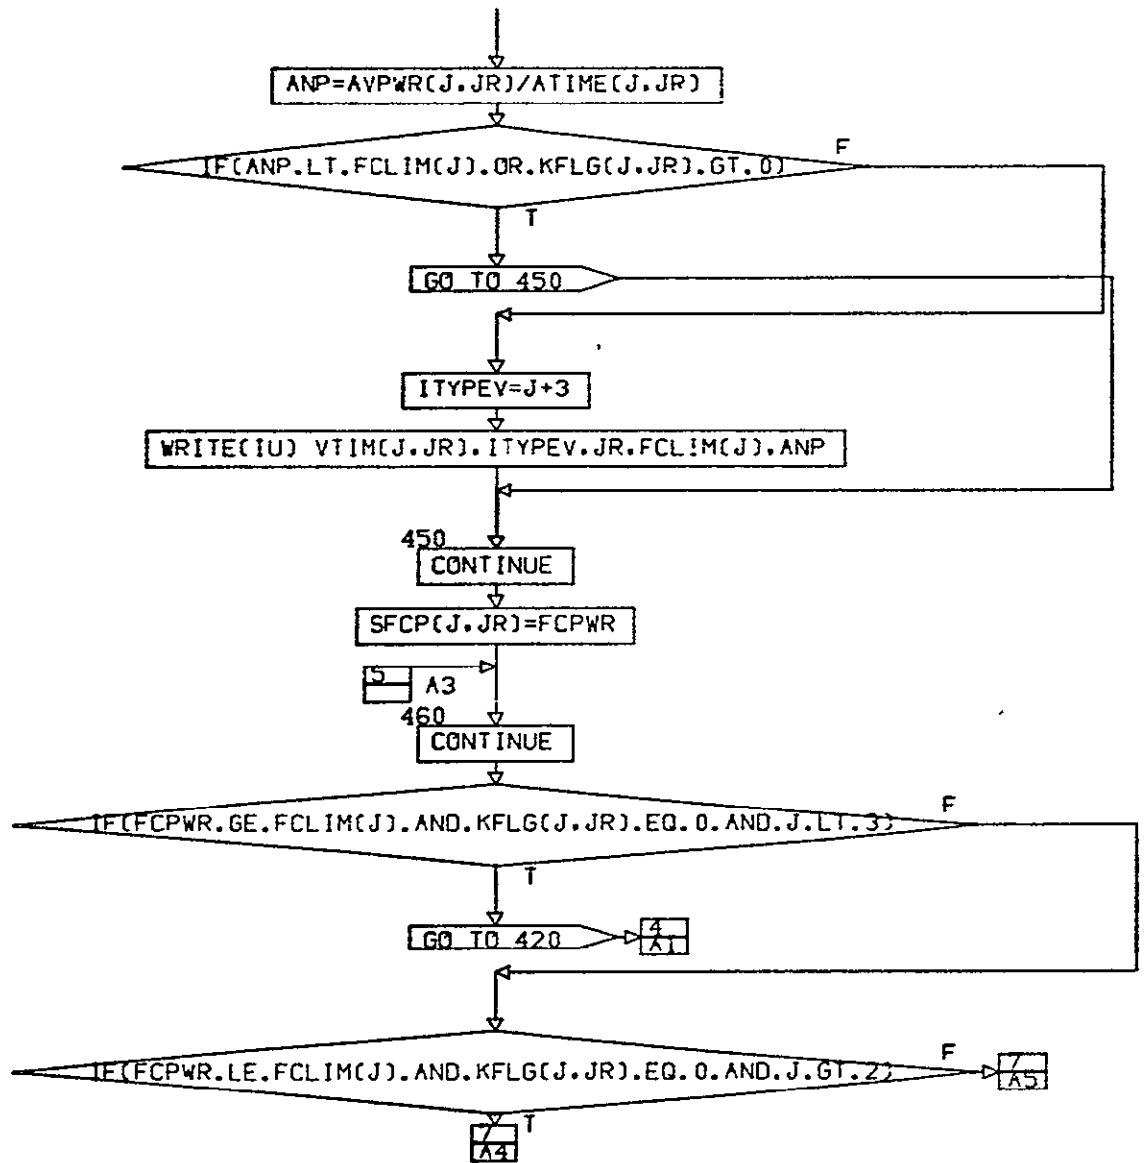 ANP=AVPWR(J,JR)/ATIME(J,JR)
IF(ANP.LT.FCLIM(J).OR.KFLG(J,JR).GT.0)
F
T
GO TO 450
ITYPEV=J+3
WRITE(IU) VTIM(J,JR),ITYPEV,JR,FCLIM(J),ANP
450
CONTINUE
SFCP(J,JR)=FCPWR
5
A3
460
CONTINUE
IF(FCPWR.GE.FCLIM(J).AND.KFLG(J,JR).EQ.0.AND.J.LT.3)
F
T
GO TO 420
4
A1
IF(FCPWR.LE.FCLIM(J).AND.KFLG(J,JR).EQ.0.AND.J.GT.2)
F
7
A5
T
7
A4